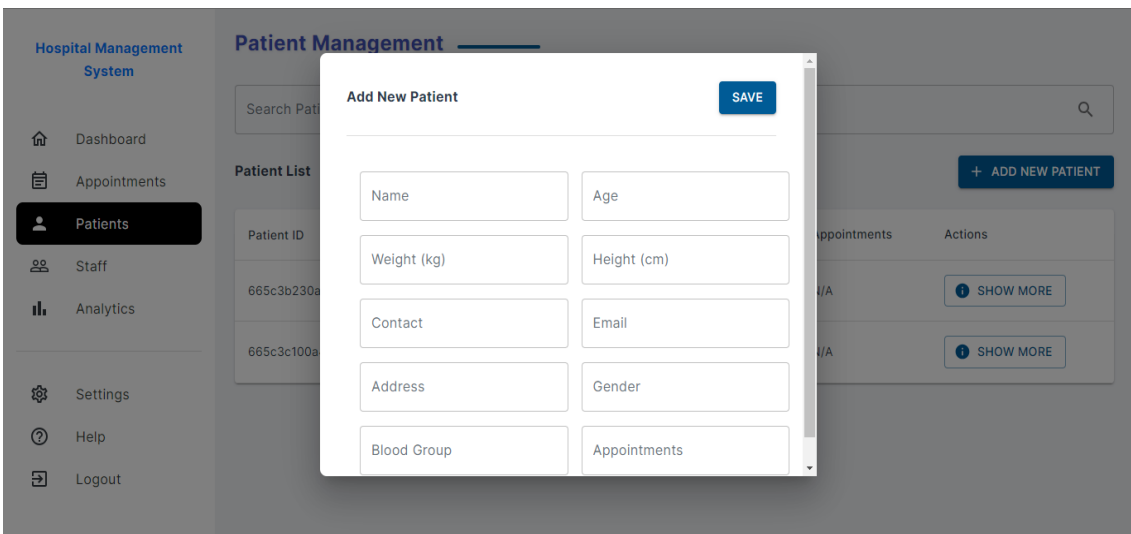 Hospital Management
System
Dashboard
Appointments
Patients
Staff
Analytics
Settings
Help
Logout
Patient Management
Search Pati
Patient List
+ ADD NEW PATIENT
Patient ID
Appointments
Actions
665c3b230a
N/A
SHOW MORE
665c3c100a
N/A
SHOW MORE
Add New Patient
SAVE
Name
Age
Weight (kg)
Height (cm)
Contact
Email
Address
Gender
Blood Group
Appointments